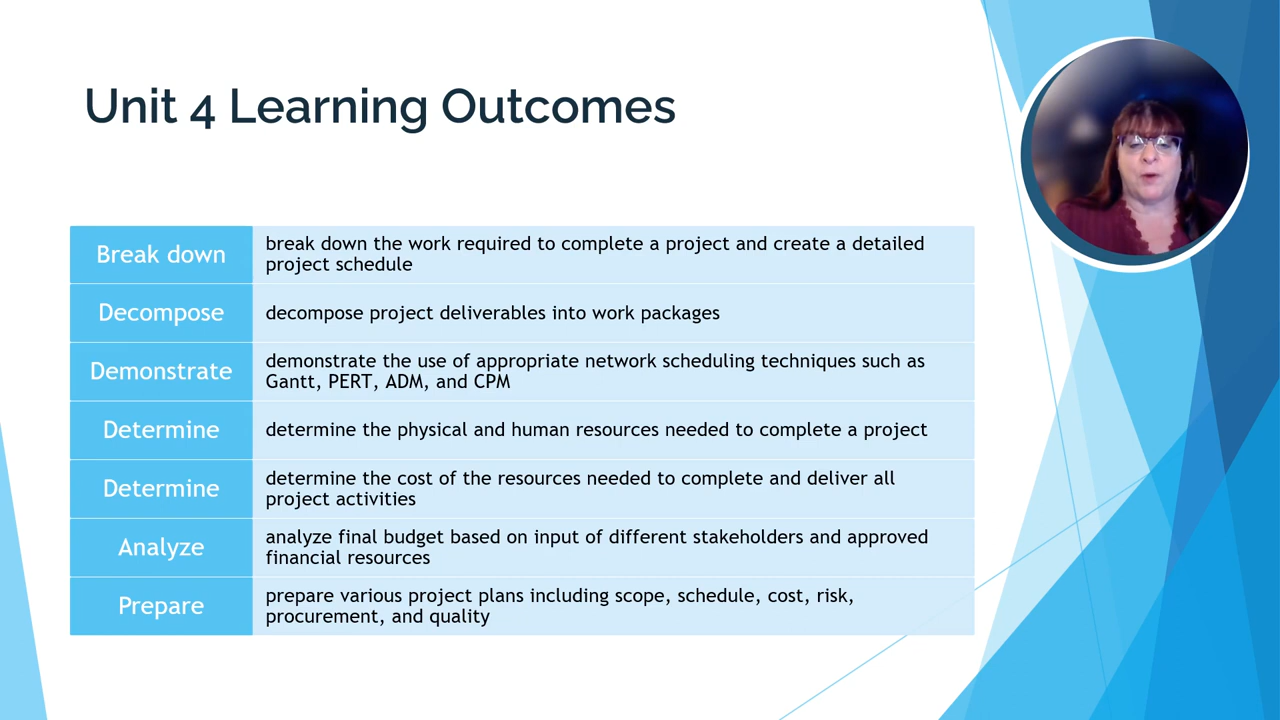 Unit 4 Learning Outcomes
Break down
break down the work required to complete a project and create a detailed
project schedule
Decompose
decompose project deliverables into work packages
Demonstrate
demonstrate the use of appropriate network scheduling techniques such as
Gantt, PERT, ADM, and CPM
Determine
determine the physical and human resources needed to complete a project
Determine
determine the cost of the resources needed to complete and deliver all
project activities
Analyze
analyze final budget based on input of different stakeholders and approved
financial resources
Prepare
prepare various project plans including scope, schedule, cost, risk,
procurement, and quality